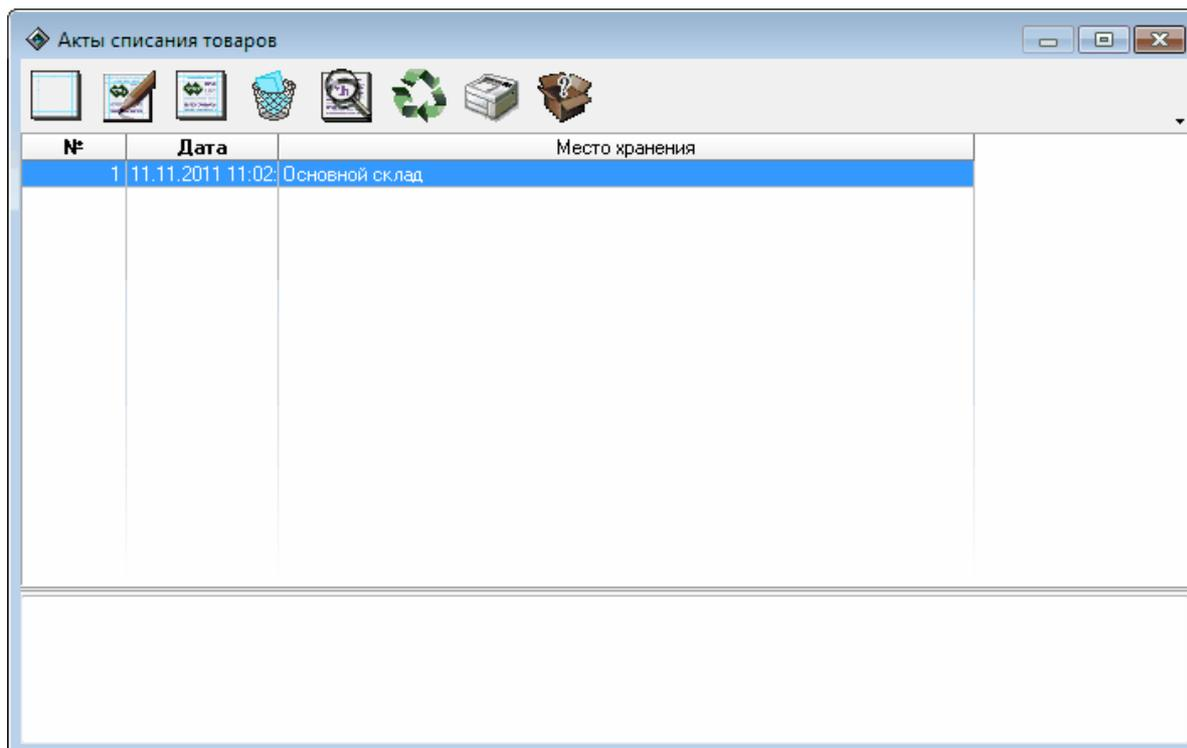 Акты списания товаров
№ Дата Место хранения
1 11.11.2011 11:02: Основной склад